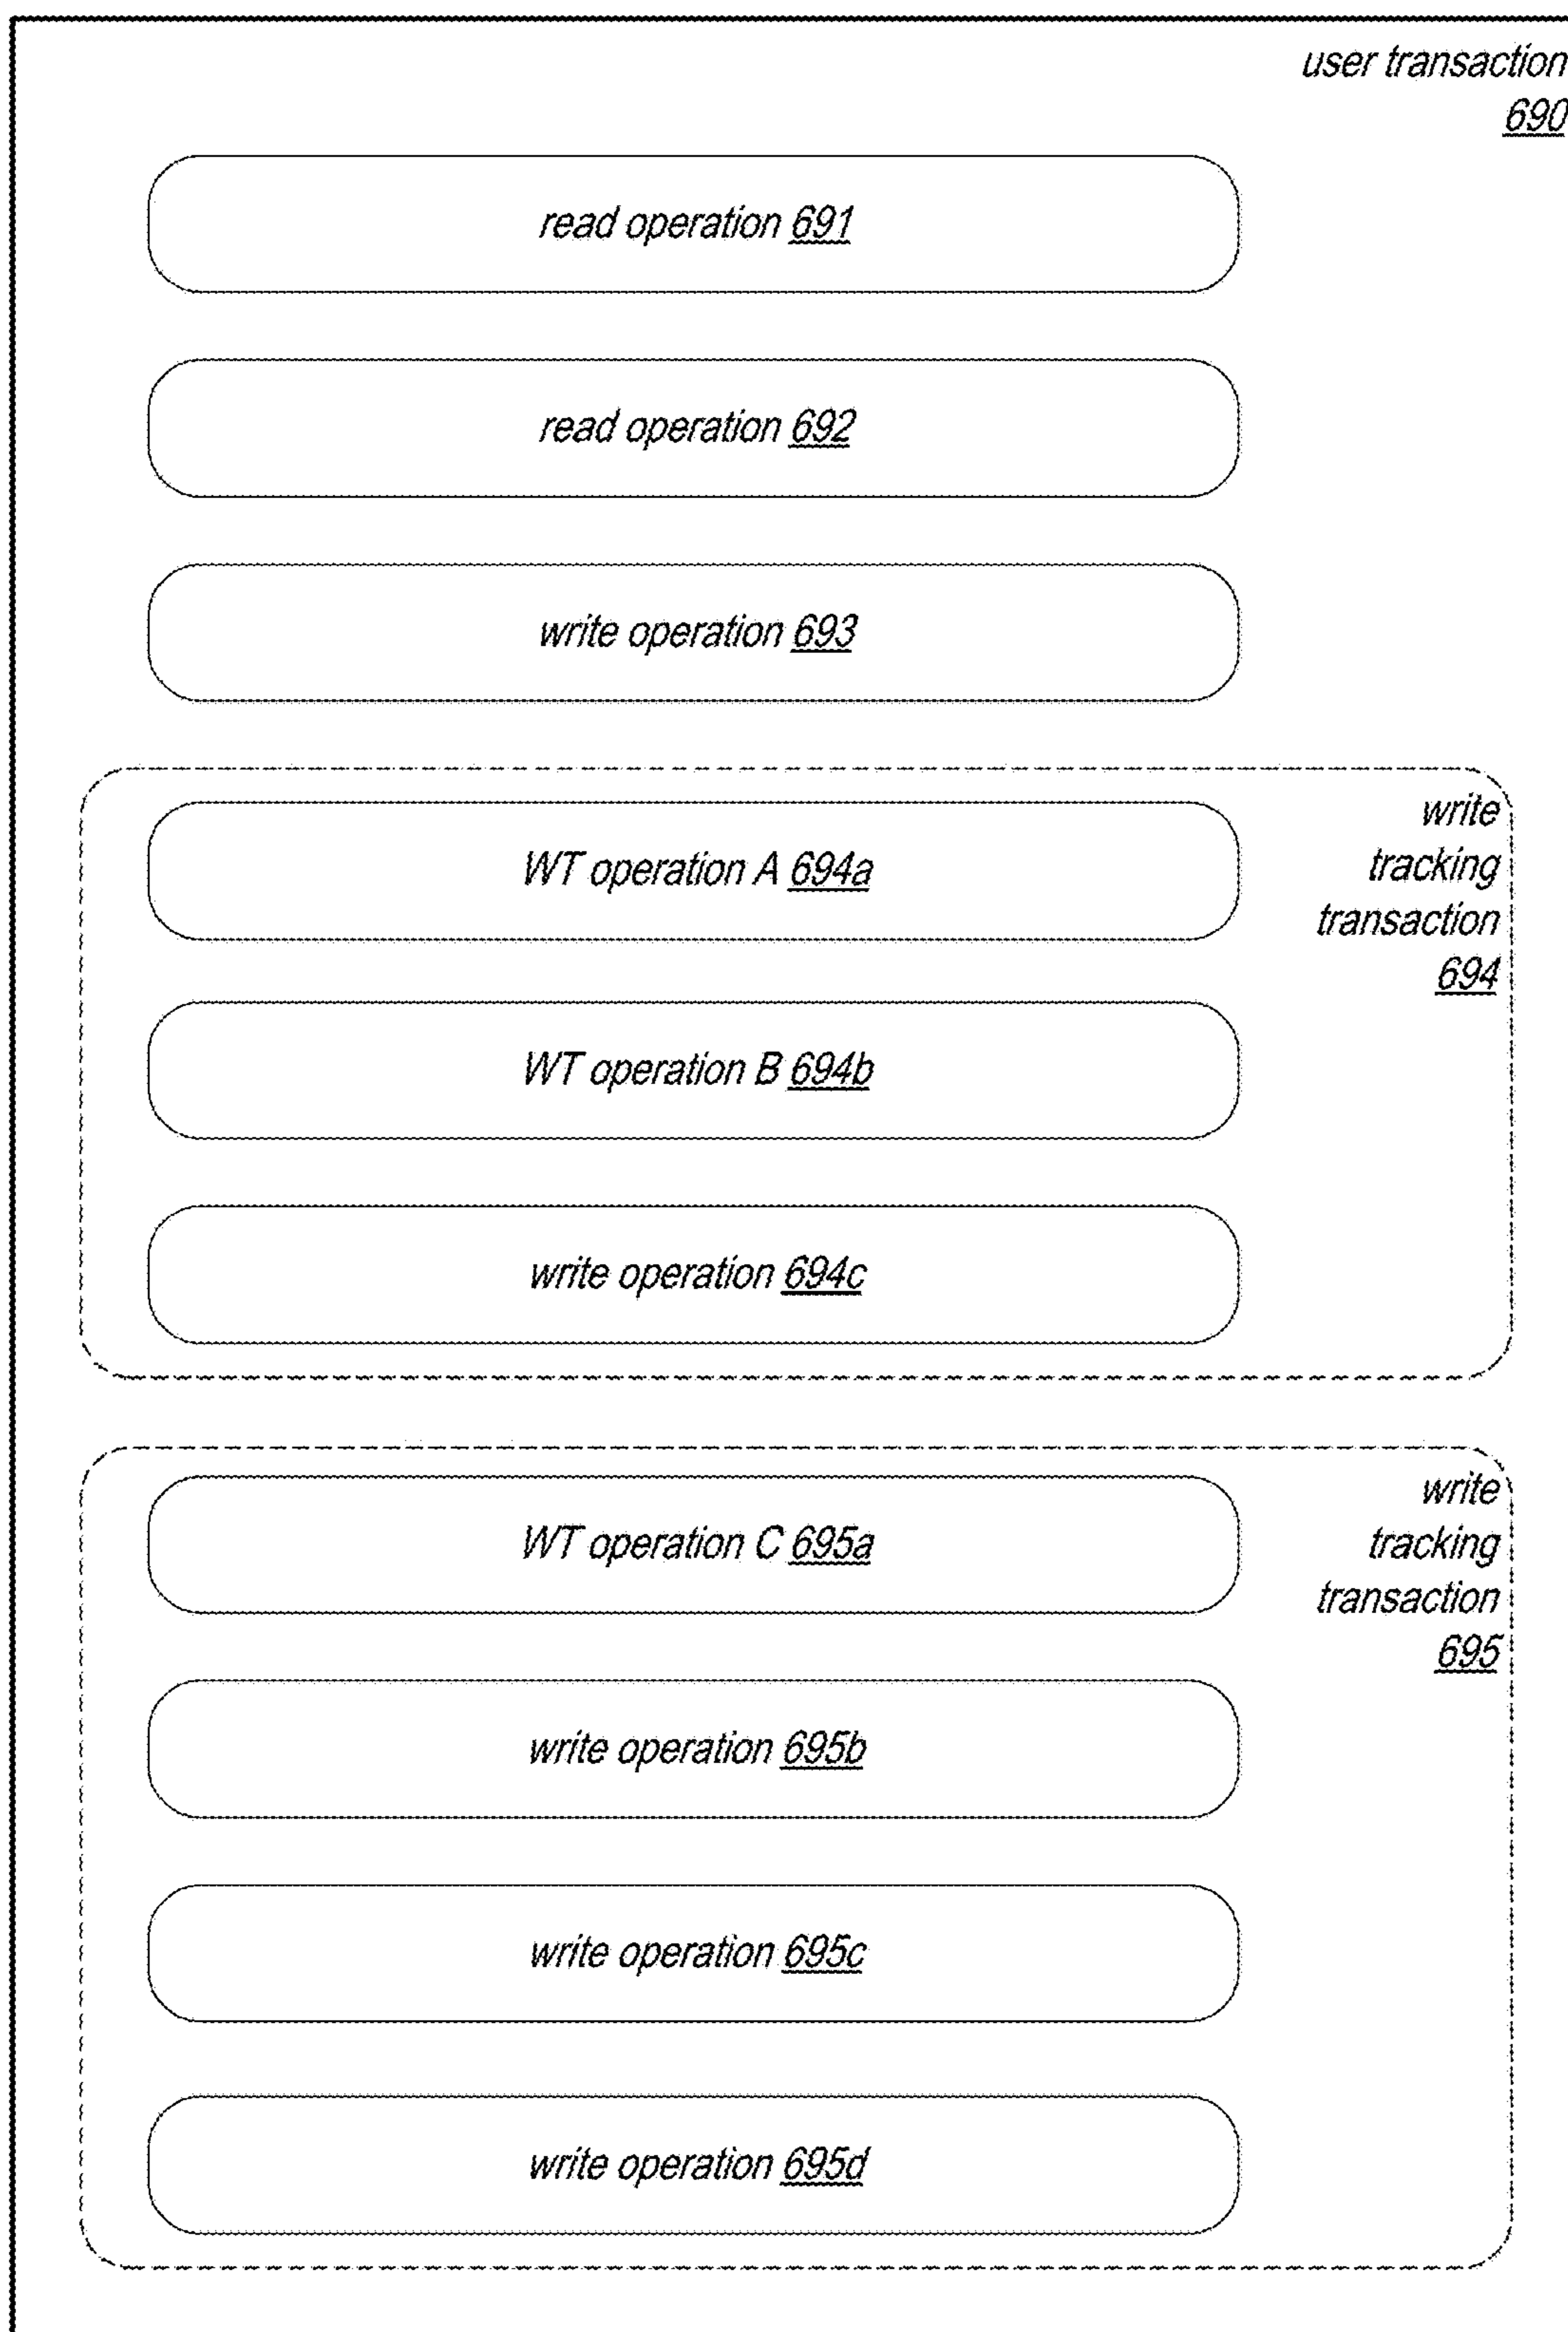 user transaction
690
read operation 691
read operation 692
write operation 693
write
tracking
transaction
694
WT operation A 694a
WT operation B 694b
write operation 694c
write
tracking
transaction
695
WT operation C 695a
write operation 695b
write operation 695c
write operation 695d